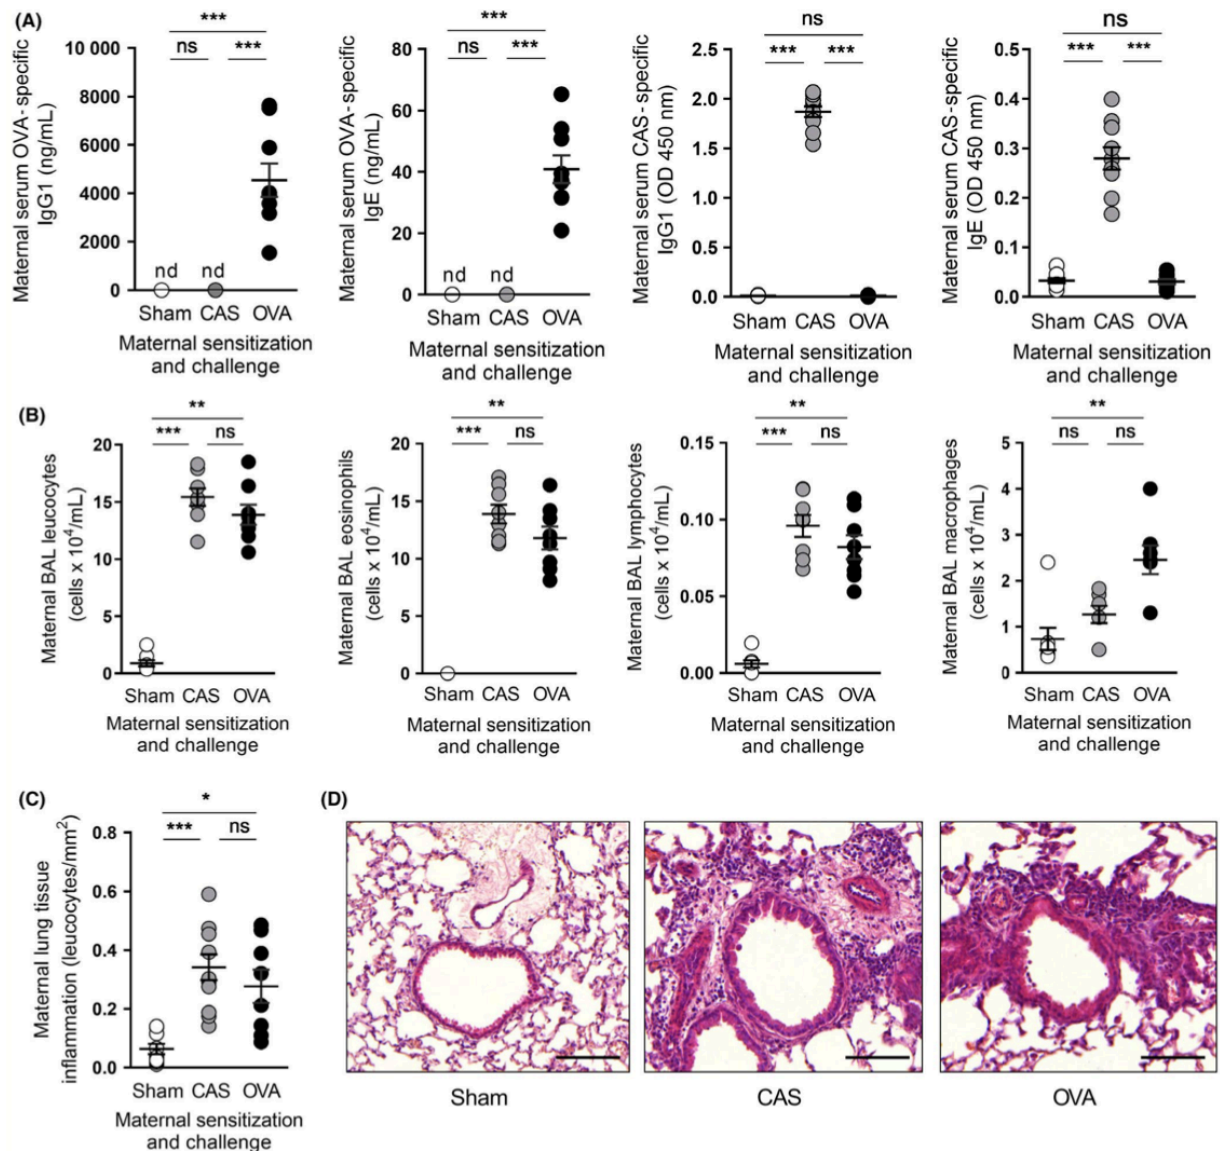 (A)
***
ns
***
10 000
8000
6000
4000
2000
0
Maternal serum OVA-specific
IgG1 (ng/mL)
nd
nd
Sham CAS OVA
Maternal sensitization
and challenge
***
ns
***
80
60
40
20
0
Maternal serum OVA-specific
IgE (ng/mL)
nd
nd
Sham CAS OVA
Maternal sensitization
and challenge
ns
***
***
2.5
2.0
1.5
1.0
0.5
0.0
Maternal serum CAS-specific
IgG1 (OD 450 nm)
Sham CAS OVA
Maternal sensitization
and challenge
ns
***
***
0.5
0.4
0.3
0.2
0.1
0.0
Maternal serum CAS-specific
IgE (OD 450 nm)
Sham CAS OVA
Maternal sensitization
and challenge
(B)
**
***
ns
20
15
10
5
0
Maternal BAL leucocytes
(cells x 10⁴/mL)
Sham CAS OVA
Maternal sensitization
and challenge
**
***
ns
20
15
10
5
0
Maternal BAL eosinophils
(cells x 10⁴/mL)
Sham CAS OVA
Maternal sensitization
and challenge
**
***
ns
0.15
0.10
0.05
0.00
Maternal BAL lymphocytes
(cells x 10⁴/mL)
Sham CAS OVA
Maternal sensitization
and challenge
**
ns
ns
5
4
3
2
1
0
Maternal BAL macrophages
(cells x 10⁴/mL)
Sham CAS OVA
Maternal sensitization
and challenge
(C)
*
***
ns
0.8
0.6
0.4
0.2
0.0
Maternal lung tissue
inflammation (leucocytes/mm²)
Sham CAS OVA
Maternal sensitization
and challenge
(D)
Sham
CAS
OVA